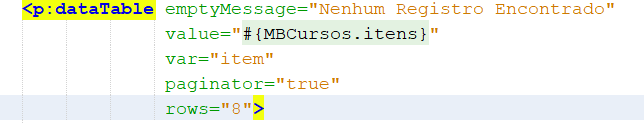 <p:dataTable emptyMessage="Nenhum Registro Encontrado"
value="#{MBCursos.itens}"
var="item"
paginator="true"
rows="8">